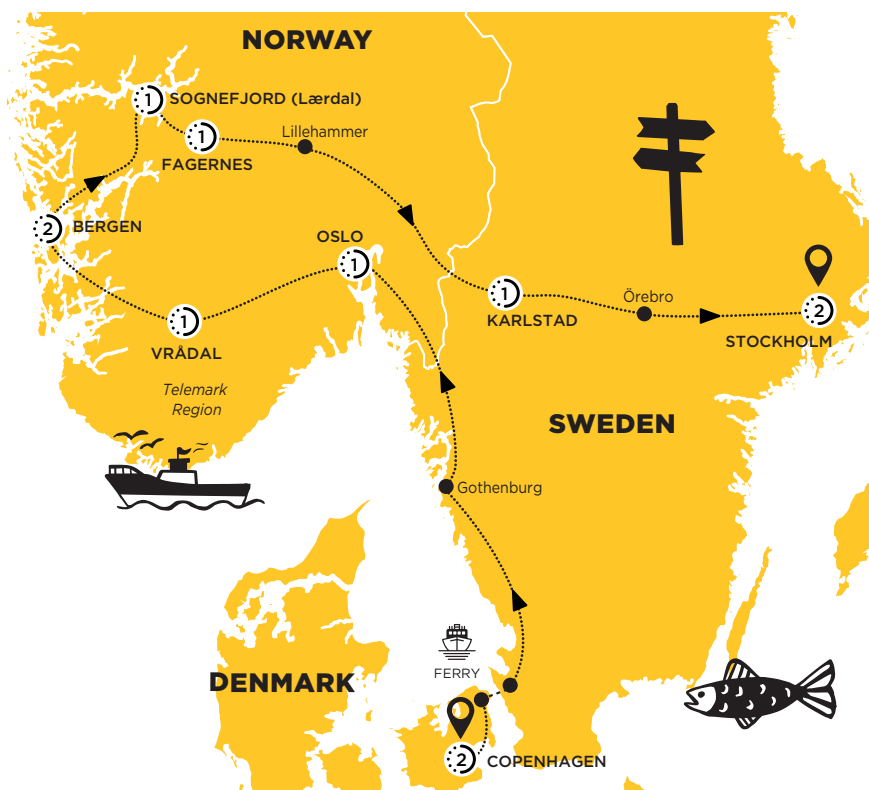 NORWAY
1
SOGNEFJORD (Lærdal)
1
FAGERNES
Lillehammer
2
BERGEN
OSLO
1
1
VRÅDAL
Telemark
Region
1
KARLSTAD
Örebro
2
STOCKHOLM
SWEDEN
Gothenburg
FERRY
DENMARK
2
COPENHAGEN